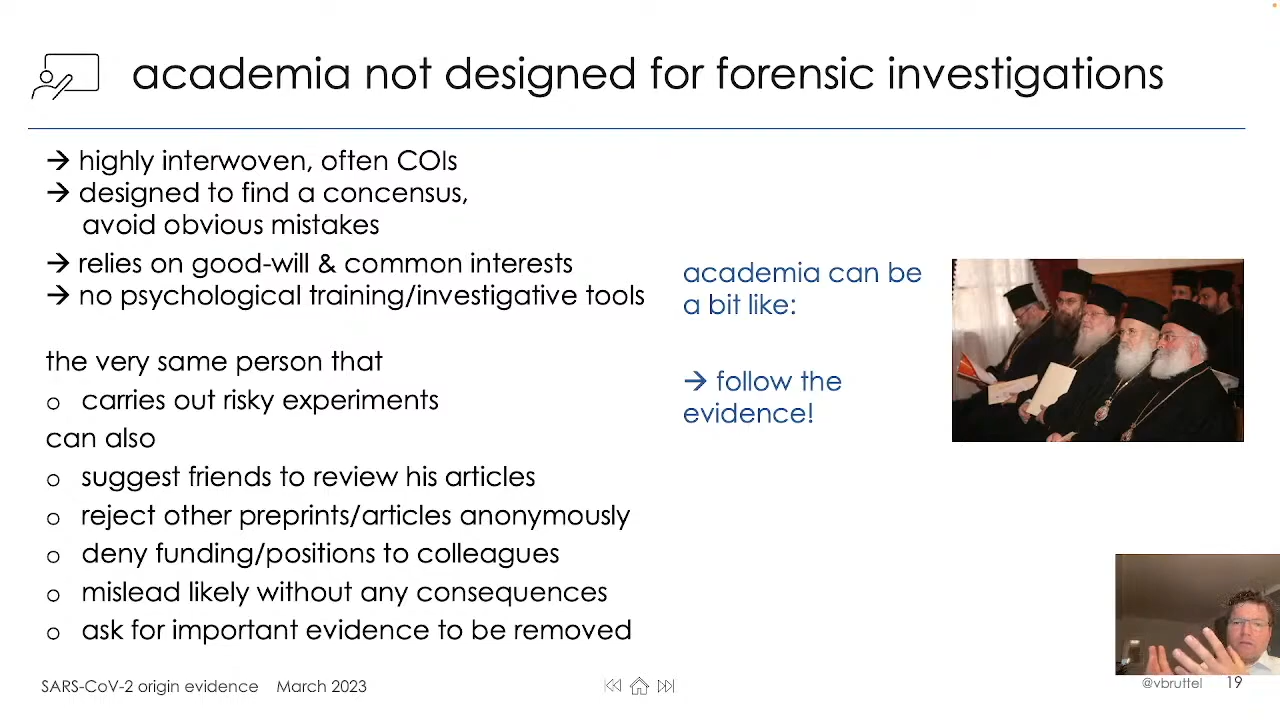 academia not designed for forensic investigations
→ highly interwoven, often COIs
→ designed to find a concensus,
avoid obvious mistakes
→ relies on good-will & common interests
→ no psychological training/investigative tools
the very same person that
o carries out risky experiments
can also
o suggest friends to review his articles
o reject other preprints/articles anonymously
o deny funding/positions to colleagues
o mislead likely without any consequences
o ask for important evidence to be removed
academia can be
a bit like:
→ follow the
evidence!
SARS-CoV-2 origin evidence March 2023
@vbruttel 19